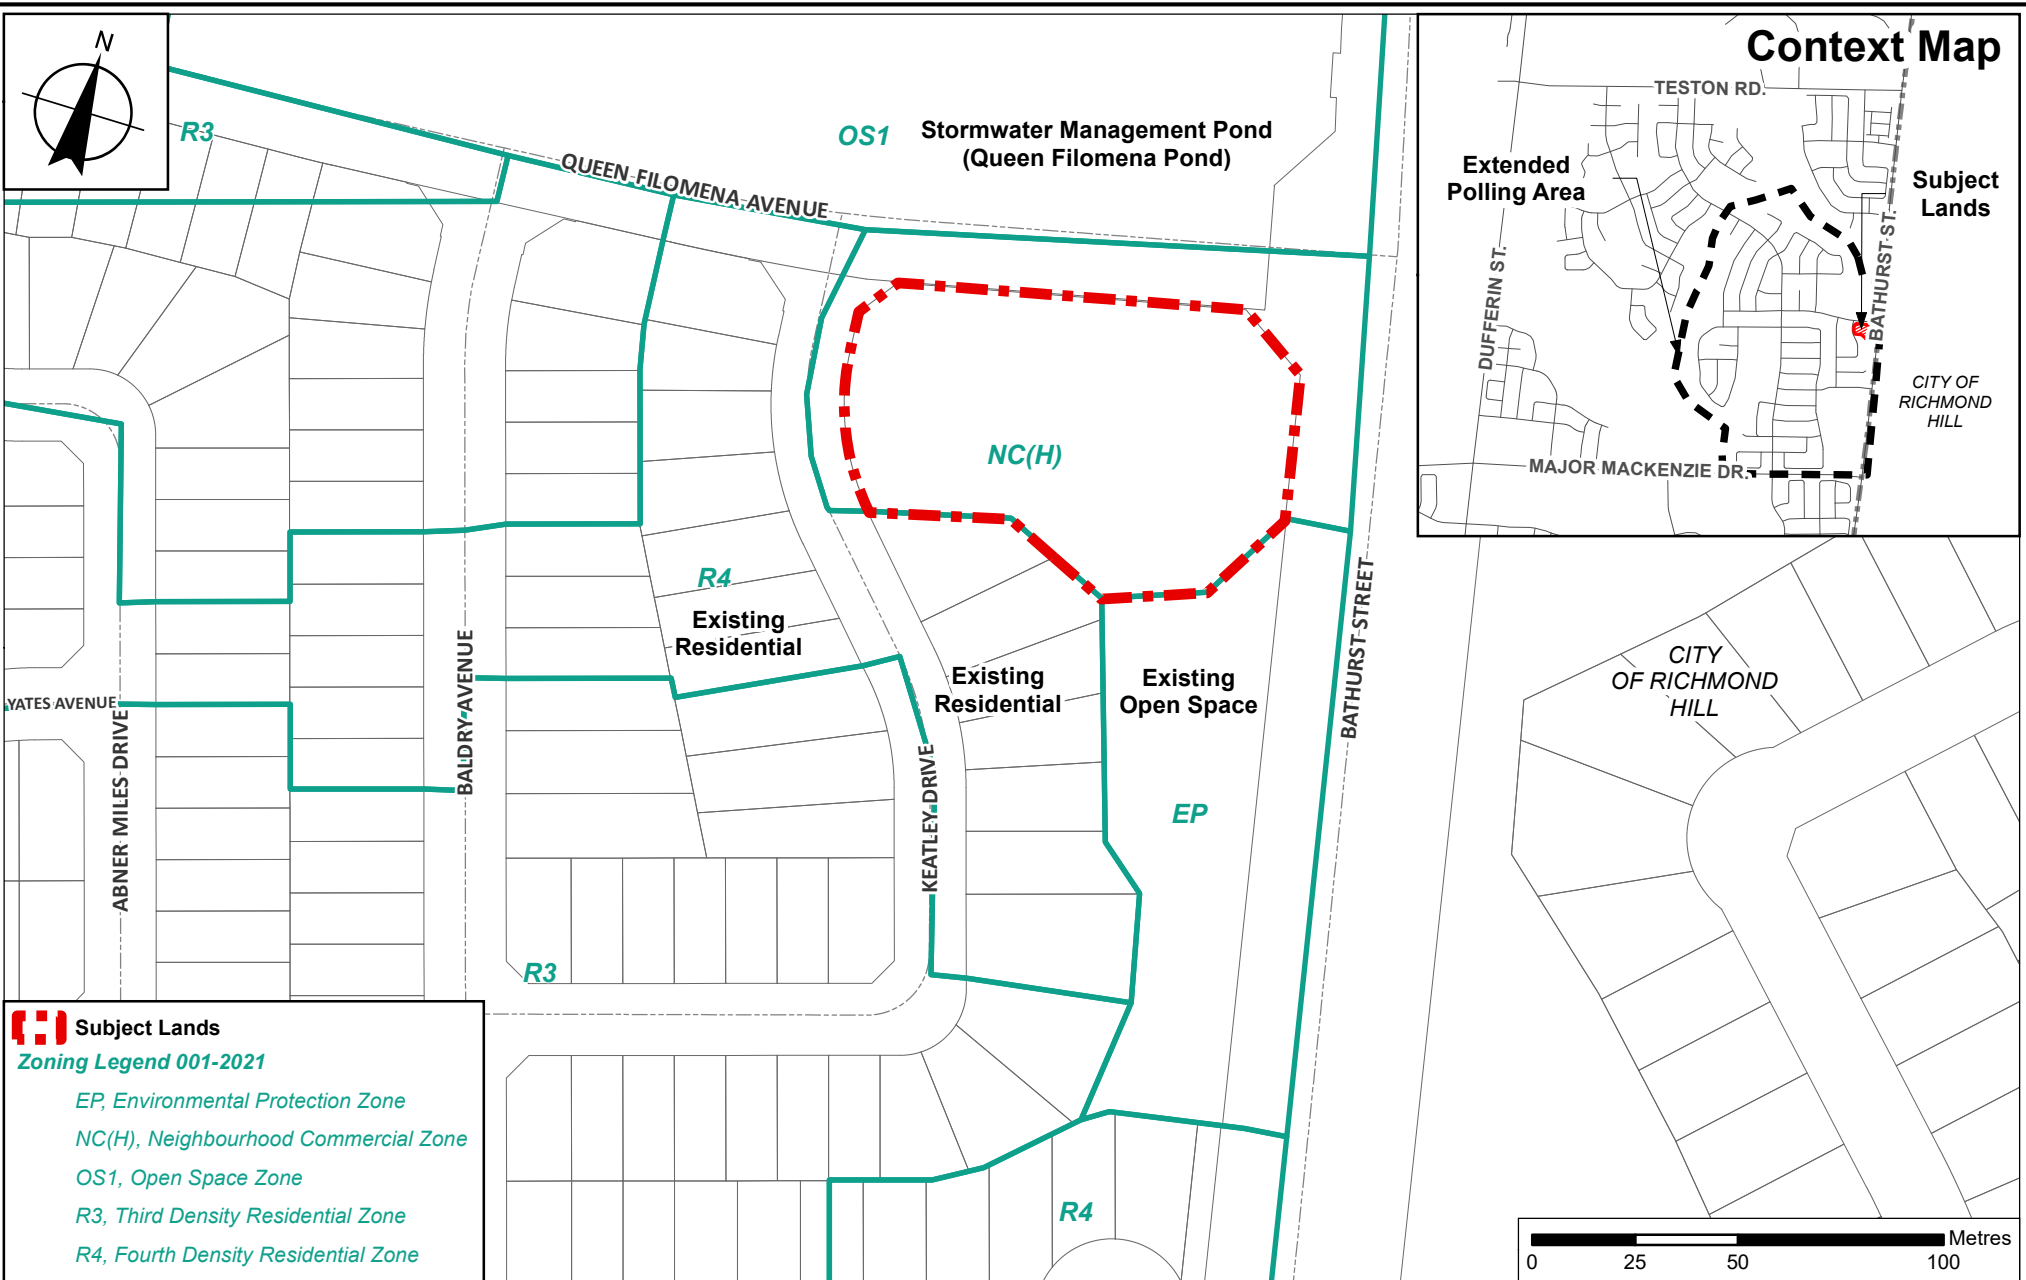 N
R3
QUEEN FILOMENA AVENUE
OS1
Stormwater Management Pond
(Queen Filomena Pond)
Context Map
TESTON RD.
Extended
Polling Area
Subject
Lands
DUFFERIN ST.
BATHURST ST.
CITY OF
RICHMOND
HILL
MAJOR MACKENZIE DR.
NC(H)
R4
Existing
Residential
Existing
Residential
Existing
Open Space
BATHURST STREET
CITY
OF RICHMOND
HILL
YATES AVENUE
ABNER MILES DRIVE
BALDRY AVENUE
KEATLEY DRIVE
EP
R3
R4
Subject Lands
Zoning Legend 001-2021
EP, Environmental Protection Zone
NC(H), Neighbourhood Commercial Zone
OS1, Open Space Zone
R3, Third Density Residential Zone
R4, Fourth Density Residential Zone
Metres
0 25 50 100